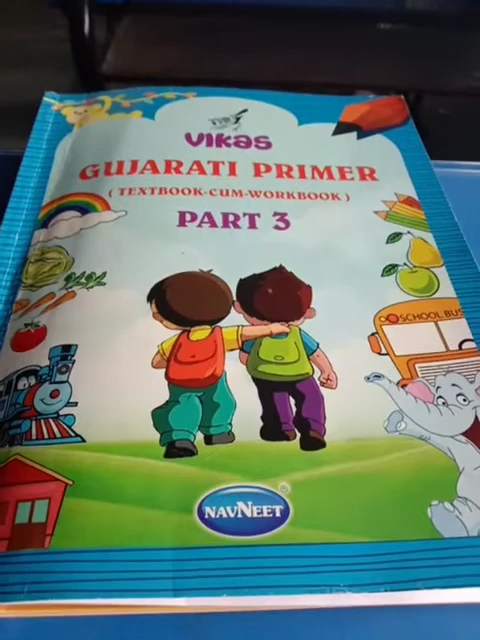 Vikas
GUJARATI PRIMER
( TEXTBOOK-CUM-WORKBOOK )
PART 3
SCHOOL BUS
NAVNEET
®